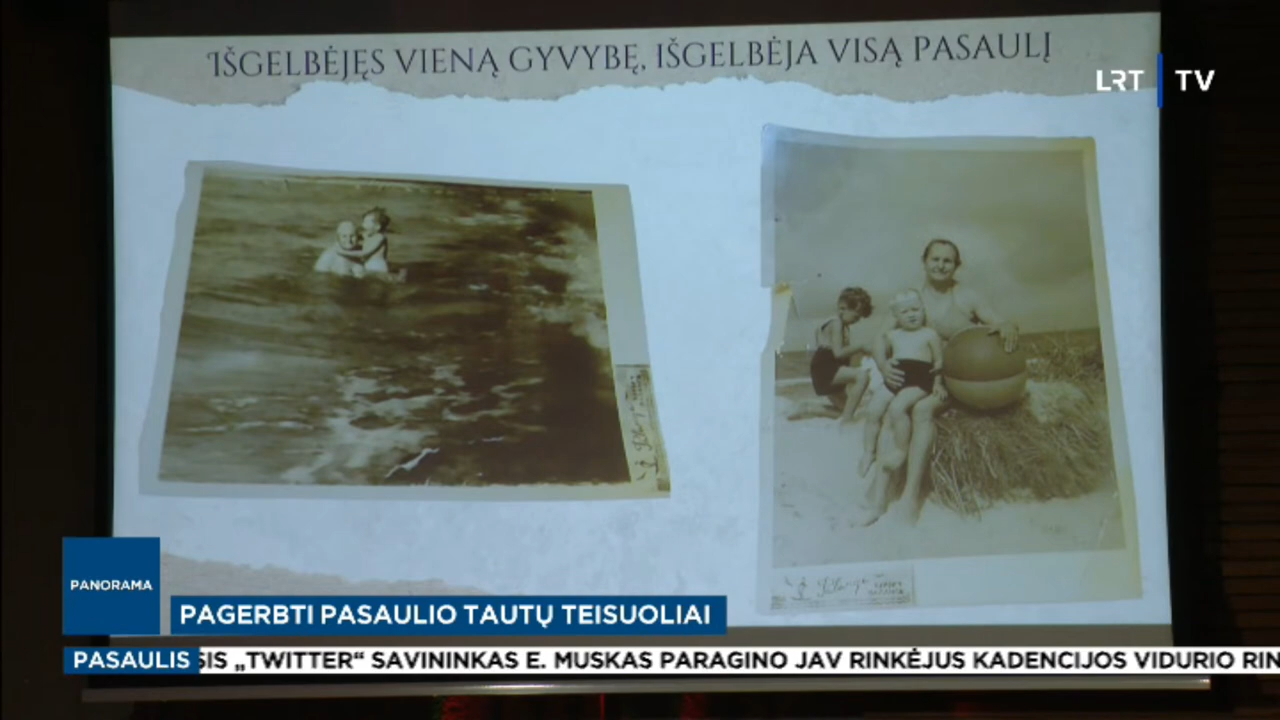 IŠGELBĖJĘS VIENĄ GYVYBĘ, IŠGELBĖJA VISĄ PASAULĮ
LRT TV
Palanga
PANORAMA
PAGERBTI PASAULIO TAUTŲ TEISUOLIAI
PASAULIS SIS „TWITTER“ SAVININKAS E. MUSKAS PARAGINO JAV RINKĖJUS KADENCIJOS VIDURIO RIN